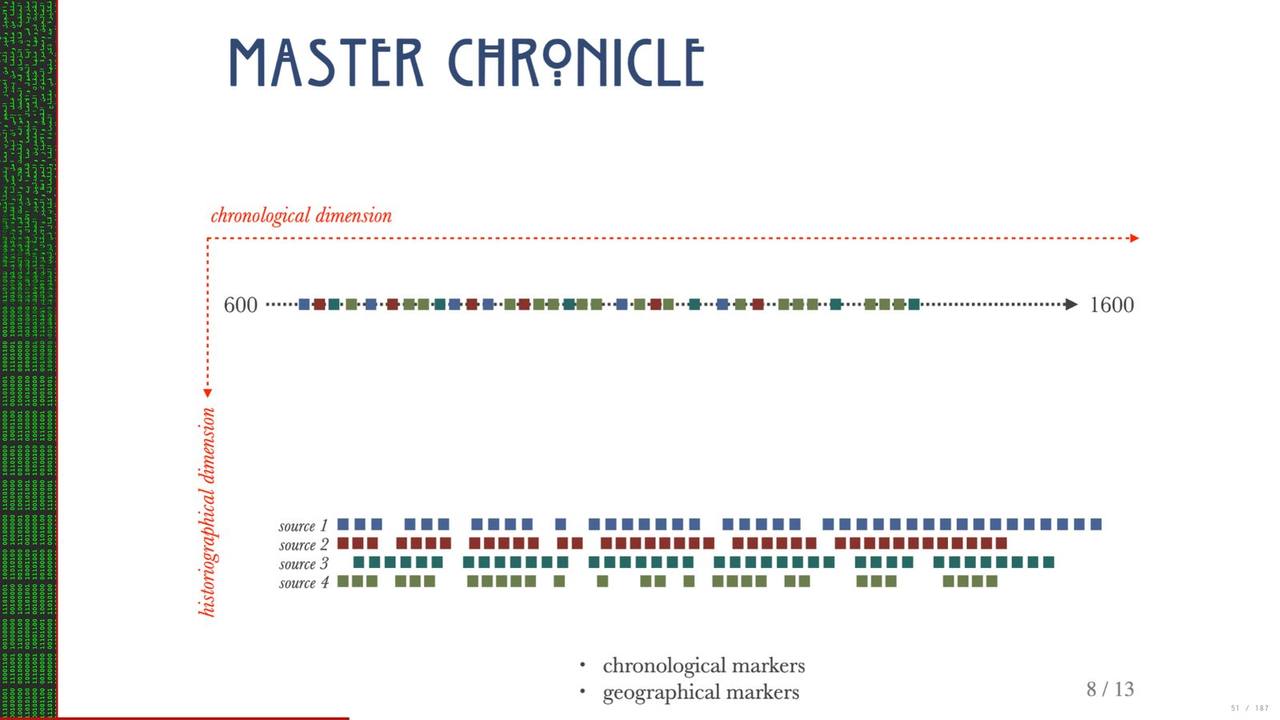 MASTER CHRONICLE
chronological dimension
600
1600
historiographical dimension
source 1
source 2
source 3
source 4
• chronological markers
• geographical markers
8 / 13
51 / 187